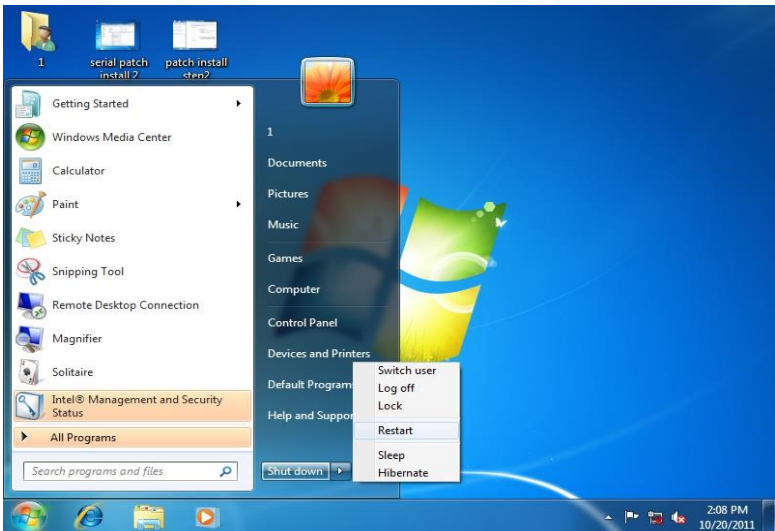 1
serial patch
install 2
patch install
step2
Getting Started
Windows Media Center
Calculator
Paint
Sticky Notes
Snipping Tool
Remote Desktop Connection
Magnifier
Solitaire
Intel® Management and Security
Status
All Programs
Search programs and files
1
Documents
Pictures
Music
Games
Computer
Control Panel
Devices and Printers
Default Program
Help and Suppor
Shut down
Switch user
Log off
Lock
Restart
Sleep
Hibernate
2:08 PM
10/20/2011